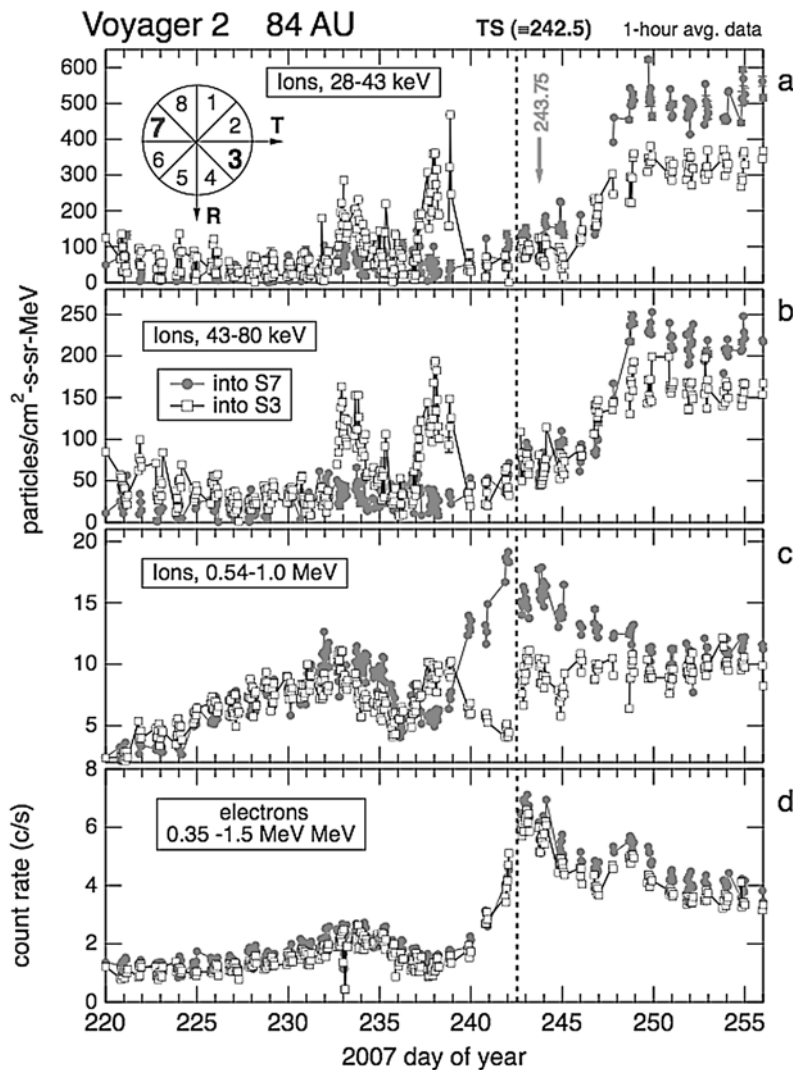 Voyager 2 84 AU TS (≡242.5) 1-hour avg. data
600
500
400
300
200
100
0
Ions, 28-43 keV
243.75
a
8 1
7 2
6 3
5 4
T
R
250
200
150
100
50
0
Ions, 43-80 keV
into S7
into S3
b
particles/cm²-s-sr-MeV
20
15
10
5
Ions, 0.54-1.0 MeV
c
8
6
4
2
0
electrons
0.35 -1.5 MeV MeV
d
count rate (c/s)
220 225 230 235 240 245 250 255
2007 day of year